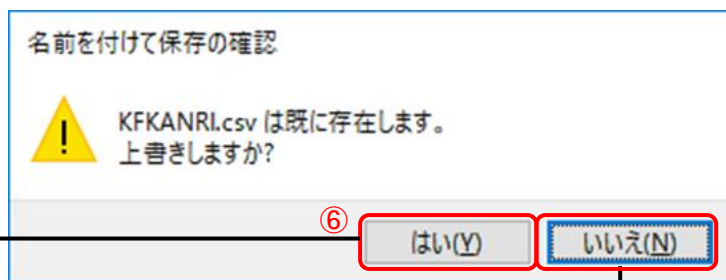 名前を付けて保存の確認
KFKANRI.csv は既に存在します。
上書きしますか?
⑥
はい(Y)
いいえ(N)